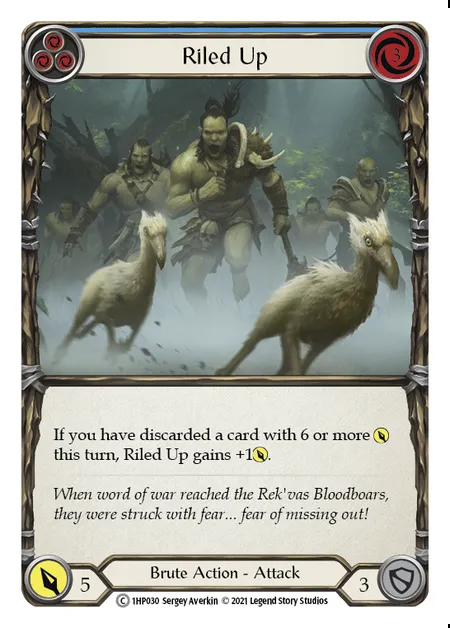 Riled Up
3
If you have discarded a card with 6 or more
this turn, Riled Up gains +1.
When word of war reached the Rek'vas Bloodboars,
they were struck with fear... fear of missing out!
5
Brute Action - Attack
3
C 1HP030 Sergey Averkin © 2021 Legend Story Studios